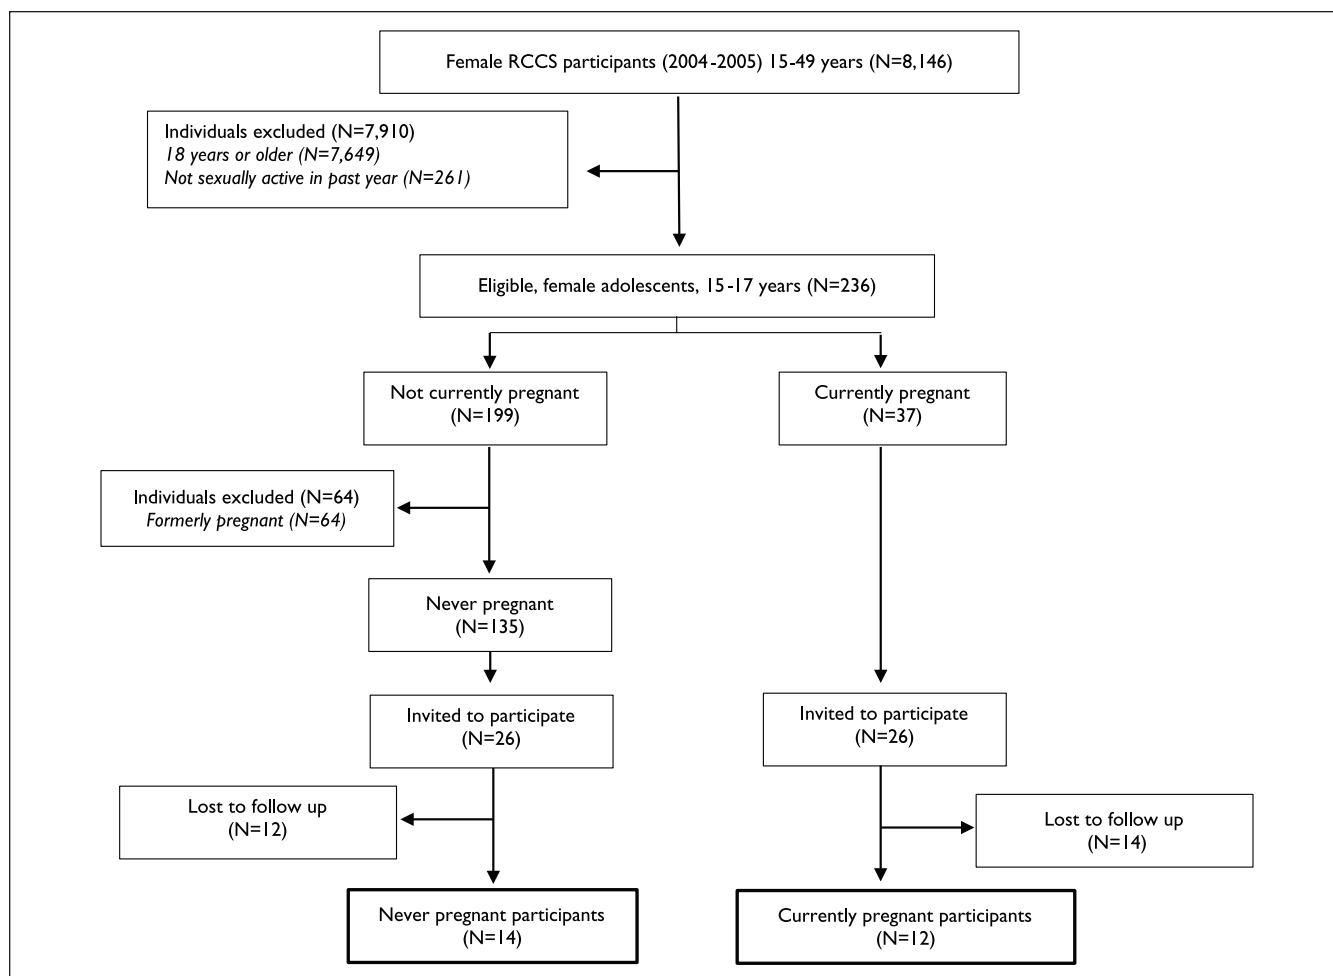 Female RCCS participants (2004-2005) 15-49 years (N=8,146)
Individuals excluded (N=7,910)
18 years or older (N=7,649)
Not sexually active in past year (N=261)
Eligible, female adolescents, 15-17 years (N=236)
Not currently pregnant
(N=199)
Currently pregnant
(N=37)
Individuals excluded (N=64)
Formerly pregnant (N=64)
Never pregnant
(N=135)
Invited to participate
(N=26)
Invited to participate
(N=26)
Lost to follow up
(N=12)
Lost to follow up
(N=14)
Never pregnant participants
(N=14)
Currently pregnant participants
(N=12)